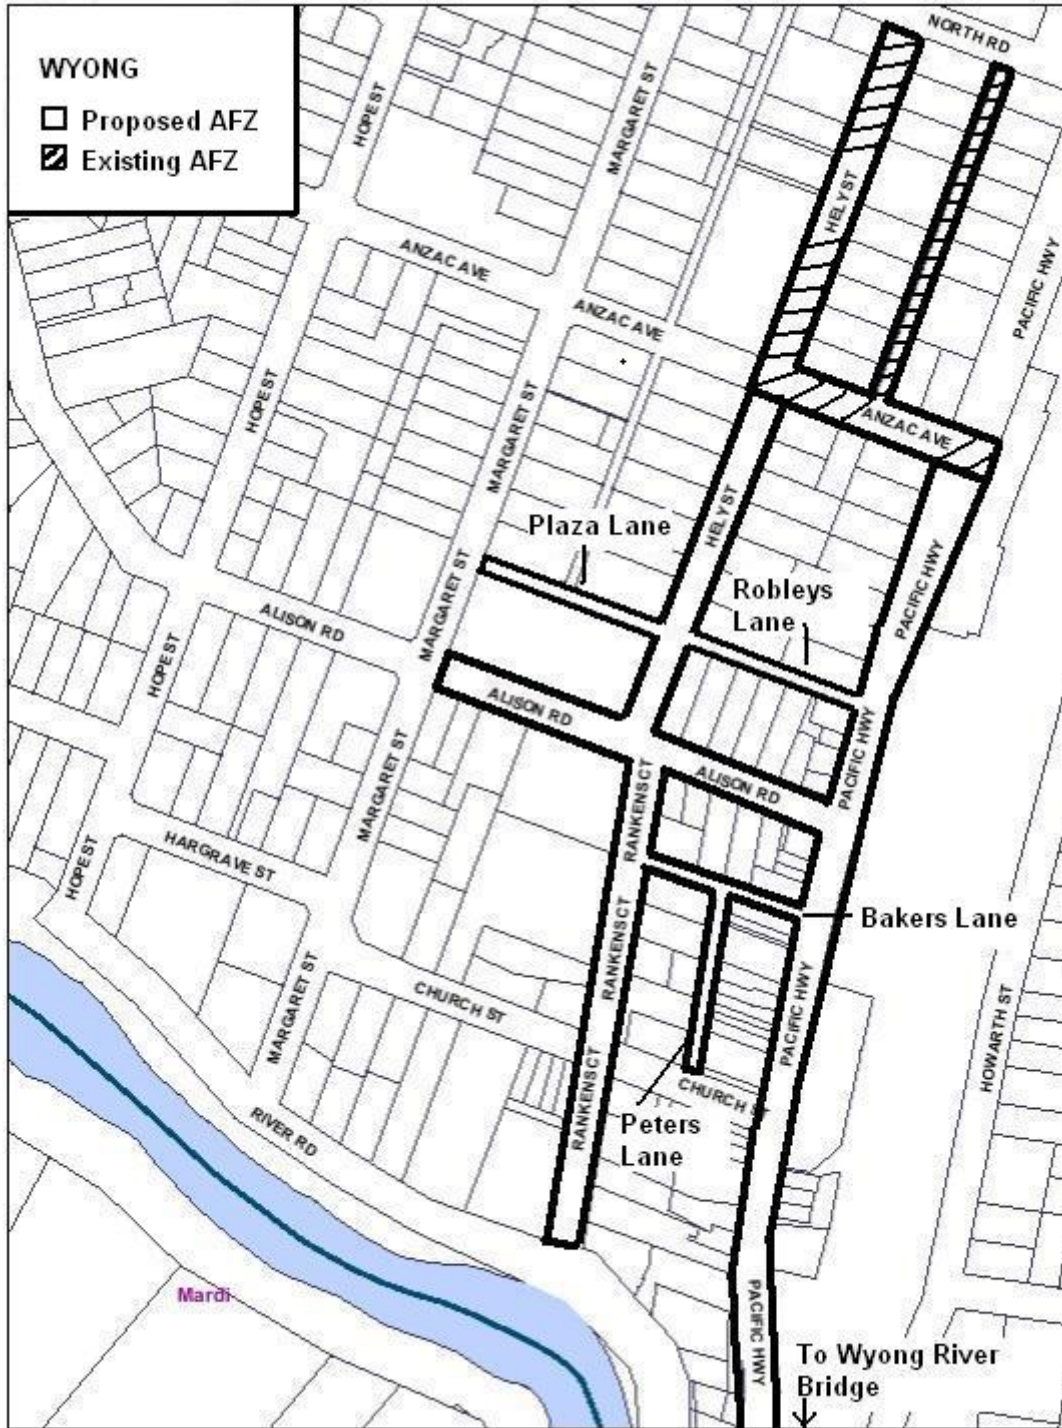 WYONG
Proposed AFZ
Existing AFZ
NORTH RD
HOPE ST
MARGARET ST
HELY ST
PACIFIC HWY
ANZAC AVE
ANZAC AVE
ANZAC AVE
HOPE ST
MARGARET ST
HELY ST
Plaza Lane
PACIFIC HWY
Robleys
Lane
MARGARET ST
ALISON RD
HOPE ST
ALISON RD
PACIFIC HWY
ALISON RD
MARGARET ST
RANKENS CT
HARGRAVE ST
HOPE ST
Bakers Lane
RANKENS CT
MARGARET ST
CHURCH ST
PACIFIC HWY
HOWARTH ST
CHURCH ST
RANKENS CT
Peters
Lane
RIVER RD
Mardi
PACIFIC HWY
To Wyong River
Bridge